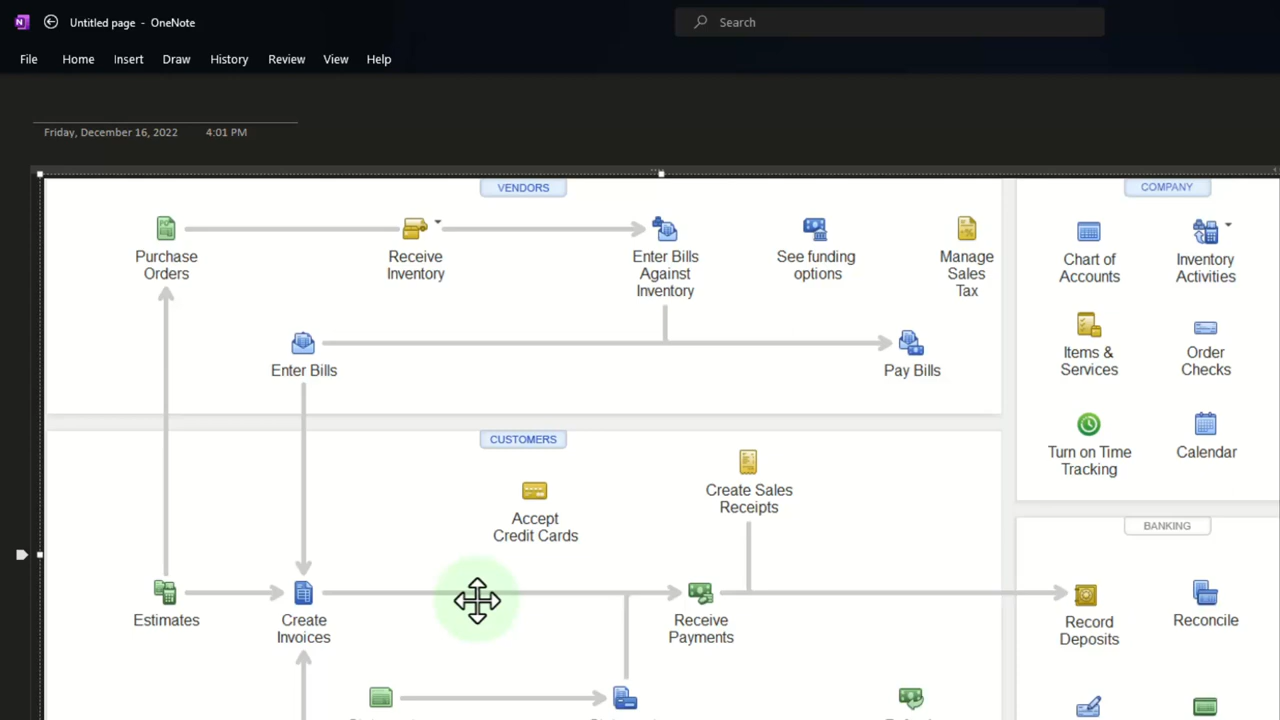 Untitled page - OneNote
Search
File Home Insert Draw History Review View Help
Friday, December 16, 2022 4:01 PM
VENDORS
Purchase
Orders
Receive
Inventory
Enter Bills
Against
Inventory
See funding
options
Manage
Sales
Tax
Enter Bills
Pay Bills
COMPANY
Chart of
Accounts
Inventory
Activities
Items &
Services
Order
Checks
Turn on Time
Tracking
Calendar
CUSTOMERS
Accept
Credit Cards
Create Sales
Receipts
Estimates
Create
Invoices
Receive
Payments
BANKING
Record
Deposits
Reconcile